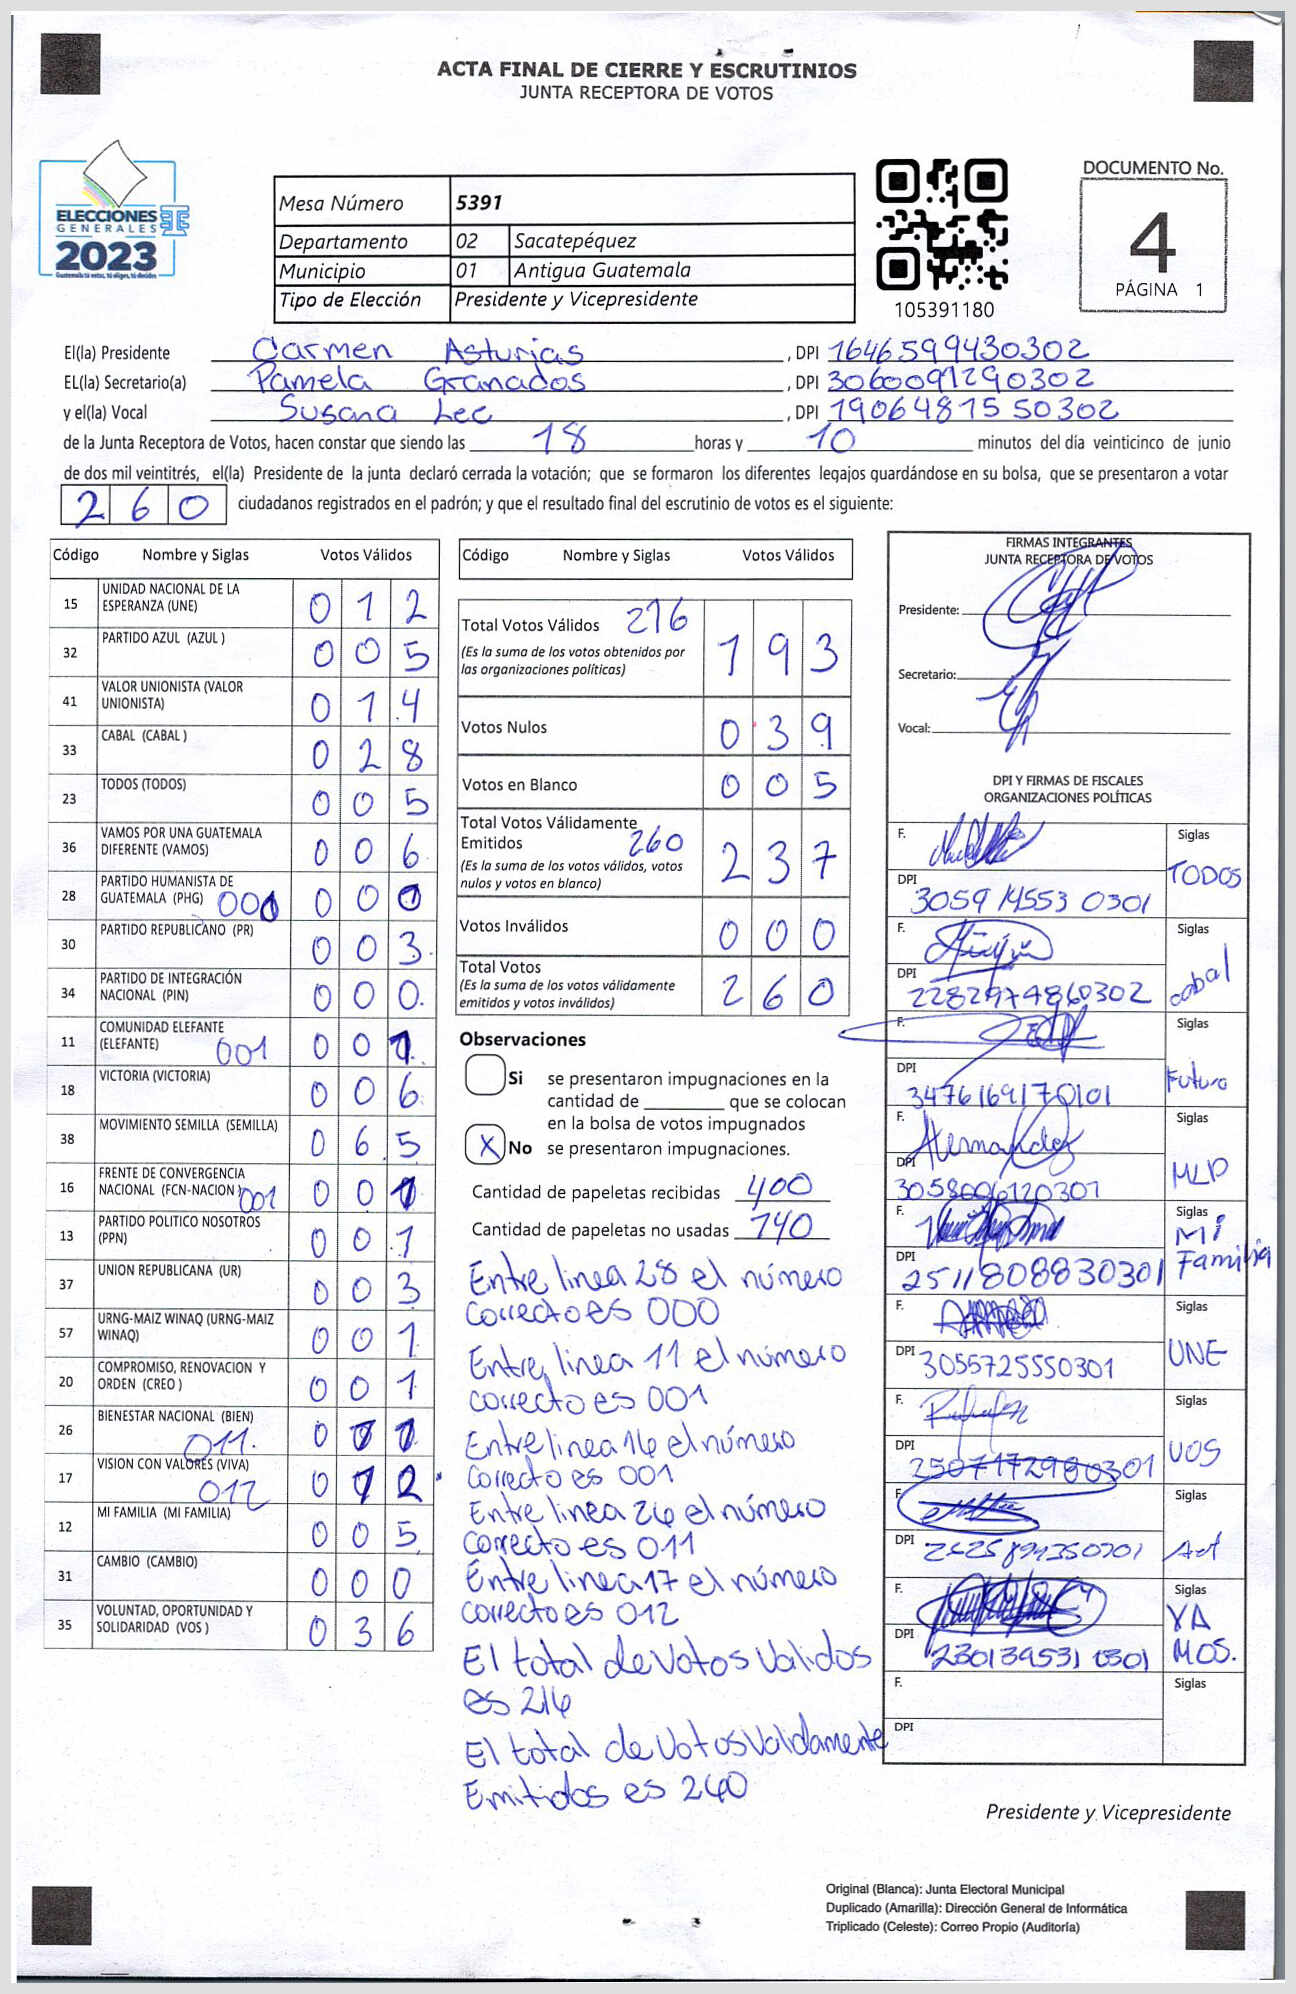 ACTA FINAL DE CIERRE Y ESCRUTINIOS
JUNTA RECEPTORA DE VOTOS
ELECCIONES
GENERALES
2023
Guatemala tú votas, tú eliges, tú decides
Mesa Número 5391
Departamento 02 Sacatepéquez
Municipio 01 Antigua Guatemala
Tipo de Elección Presidente y Vicepresidente
105391180
DOCUMENTO No.
4
PÁGINA 1
El(la) Presidente Carmen Asturias , DPI 1646599430302
EL(la) Secretario(a) Pamela Granados , DPI 3060091290302
y el(la) Vocal Susana Lee , DPI 1906481550302
de la Junta Receptora de Votos, hacen constar que siendo las 18 horas y 10 minutos del día veinticinco de junio
de dos mil veintitrés, el(la) Presidente de la junta declaró cerrada la votación; que se formaron los diferentes legajos guardándose en su bolsa, que se presentaron a votar
260 ciudadanos registrados en el padrón; y que el resultado final del escrutinio de votos es el siguiente:
Código Nombre y Siglas Votos Válidos
15 UNIDAD NACIONAL DE LA ESPERANZA (UNE) 0 1 2
32 PARTIDO AZUL (AZUL ) 0 0 5
41 VALOR UNIONISTA (VALOR UNIONISTA) 0 1 4
33 CABAL (CABAL ) 0 2 8
23 TODOS (TODOS) 0 0 5
36 VAMOS POR UNA GUATEMALA DIFERENTE (VAMOS) 0 0 6
28 PARTIDO HUMANISTA DE GUATEMALA (PHG) 0 0 0
30 PARTIDO REPUBLICANO (PR) 0 0 3
34 PARTIDO DE INTEGRACIÓN NACIONAL (PIN) 0 0 0
11 COMUNIDAD ELEFANTE (ELEFANTE) 001 0 0 1
18 VICTORIA (VICTORIA) 0 0 6
38 MOVIMIENTO SEMILLA (SEMILLA) 0 6 5
16 FRENTE DE CONVERGENCIA NACIONAL (FCN-NACION) 001 0 0 1
13 PARTIDO POLITICO NOSOTROS (PPN) 0 0 1
37 UNION REPUBLICANA (UR) 0 0 3
57 URNG-MAIZ WINAQ (URNG-MAIZ WINAQ) 0 0 1
20 COMPROMISO, RENOVACION Y ORDEN (CREO ) 0 0 1
26 BIENESTAR NACIONAL (BIEN) 011. 0 1 1
17 VISION CON VALORES (VIVA) 012 0 1 2
12 MI FAMILIA (MI FAMILIA) 0 0 5
31 CAMBIO (CAMBIO) 0 0 0
35 VOLUNTAD, OPORTUNIDAD Y SOLIDARIDAD (VOS ) 0 3 6
Código Nombre y Siglas Votos Válidos
Total Votos Válidos 216 1 9 3
(Es la suma de los votos obtenidos por
las organizaciones políticas)
Votos Nulos 0 3 9
Votos en Blanco 0 0 5
Total Votos Válidamente
Emitidos 260 2 3 7
(Es la suma de los votos válidos, votos
nulos y votos en blanco)
Votos Inválidos 0 0 0
Total Votos 2 6 0
(Es la suma de los votos válidamente
emitidos y votos inválidos)
Observaciones
Si se presentaron impugnaciones en la
cantidad de ________ que se colocan
en la bolsa de votos impugnados
X No se presentaron impugnaciones.
Cantidad de papeletas recibidas 400
Cantidad de papeletas no usadas 140
Entre linea 28 el número
correcto es 000
Entre linea 11 el número
correcto es 001
Entre linea 16 el número
correcto es 001
Entre linea 26 el número
correcto es 011
Entre linea 17 el número
correcto es 012
El total de votos validos
es 216
El total de votos validamente
Emitidos es 260
FIRMAS INTEGRANTES
JUNTA RECEPTORA DE VOTOS
Presidente:
Secretario:
Vocal:
DPI Y FIRMAS DE FISCALES
ORGANIZACIONES POLÍTICAS
F. Siglas
DPI 3059 14553 0301 TODOS
F. Siglas
DPI 2282974860302 cabal
F. Siglas
DPI 3476169170101 Futuro
F. Hernandez Siglas
DPI 3058006120301 MLP
F. Siglas
DPI 2511808830301 Mi Familia
F. Siglas
DPI 3055725550301 UNE
F. Siglas
DPI 2507172980301 VOS
F. Siglas
DPI
F. Siglas
DPI 2301395310301 VAMOS.
F. Siglas
DPI
Presidente y Vicepresidente
Original (Blanca): Junta Electoral Municipal
Duplicado (Amarilla): Dirección General de Informática
Triplicado (Celeste): Correo Propio (Auditoría)